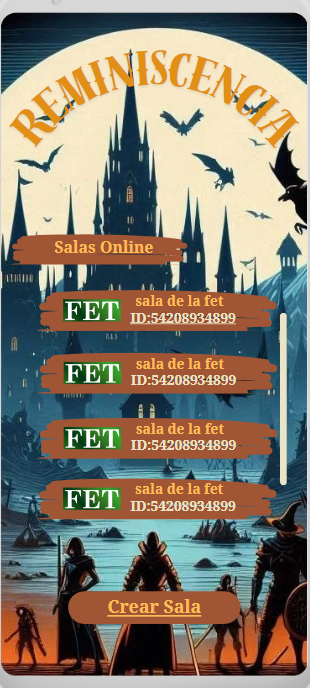 REMINISCENCIA
Salas Online
FET
sala de la fet
ID:54208934899
FET
sala de la fet
ID:54208934899
FET
sala de la fet
ID:54208934899
FET
sala de la fet
ID:54208934899
Crear Sala